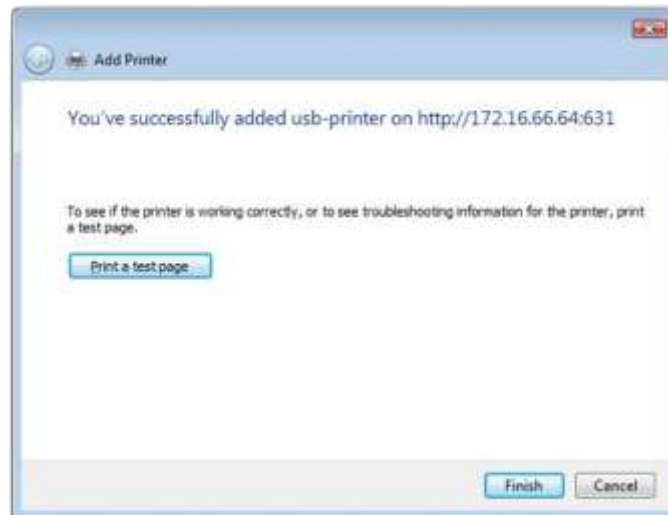 Add Printer
You've successfully added usb-printer on http://172.16.66.64:631
To see if the printer is working correctly, or to see troubleshooting information for the printer, print
a test page.
Print a test page
Finish
Cancel